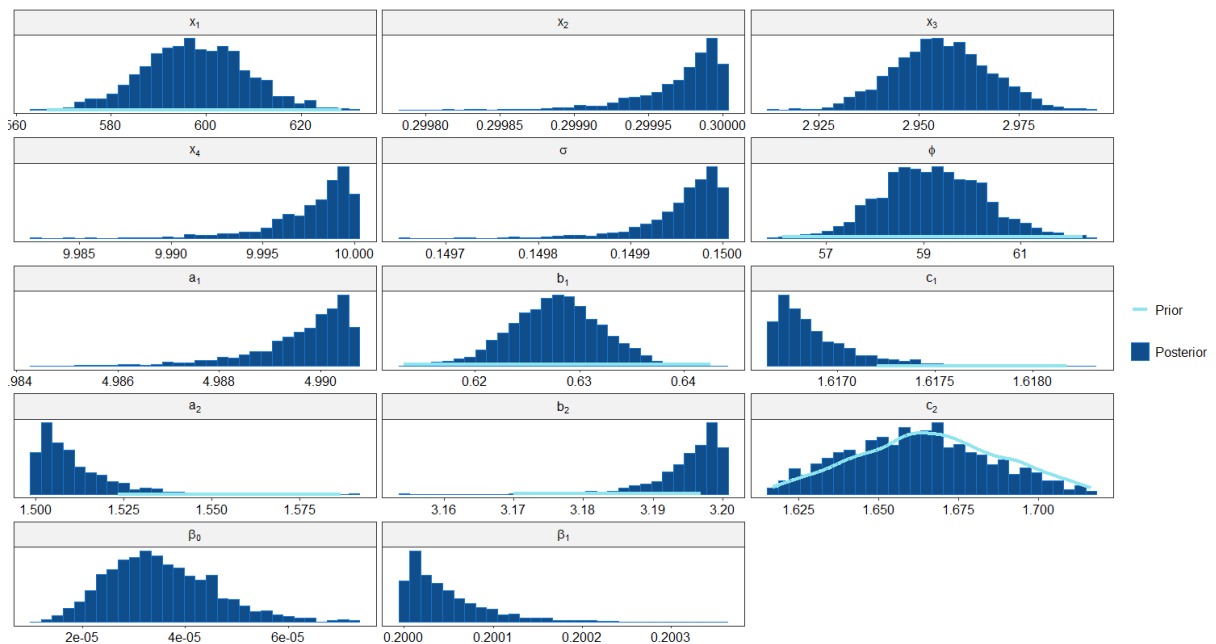 x₁ x₂ x₃
560 580 600 620 0.29980 0.29985 0.29990 0.29995 0.30000 2.925 2.950 2.975
x₄ σ ϕ
9.985 9.990 9.995 10.000 0.1497 0.1498 0.1499 0.1500 57 59 61
a₁ b₁ c₁
.984 4.986 4.988 4.990 0.62 0.63 0.64 1.6170 1.6175 1.6180
Prior
Posterior
a₂ b₂ c₂
1.500 1.525 1.550 1.575 3.16 3.17 3.18 3.19 3.20 1.625 1.650 1.675 1.700
β₀ β₁
2e-05 4e-05 6e-05 0.2000 0.2001 0.2002 0.2003